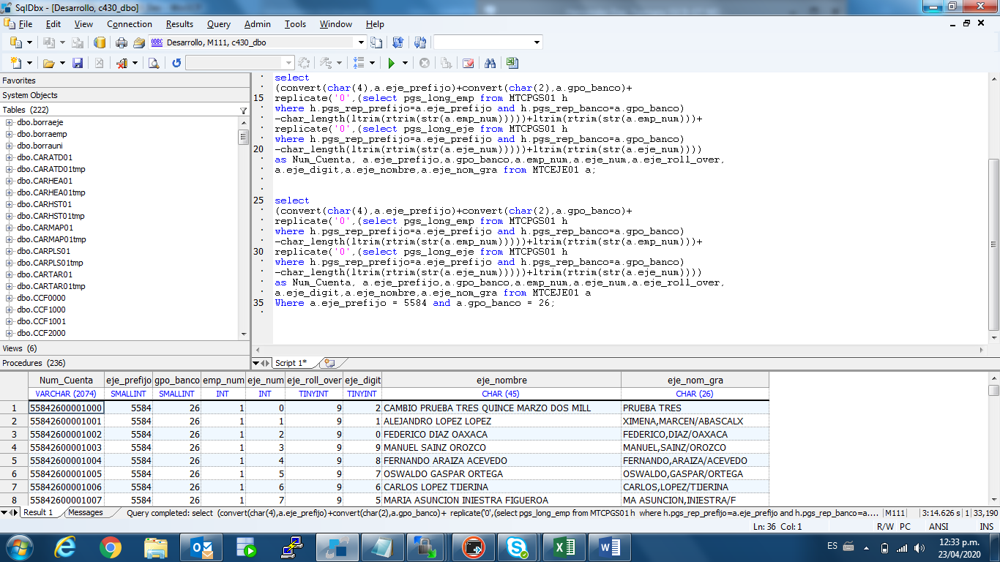 SqlDbx - [Desarrollo, c430_dbo]
File Edit View Connection Results Query Admin Tools Window Help
ODBC Desarrollo, M111, c430_dbo
Favorites
System Objects
Tables (222)
dbo.borraeje
dbo.borraemp
dbo.borrauni
dbo.CARATD01
dbo.CARATD01tmp
dbo.CARHEA01
dbo.CARHEA01tmp
dbo.CARHST01
dbo.CARHST01tmp
dbo.CARMAP01
dbo.CARMAP01tmp
dbo.CARPLS01
dbo.CARPLS01tmp
dbo.CARTAR01
dbo.CARTAR01tmp
dbo.CCF0000
dbo.CCF1000
dbo.CCF1001
dbo.CCF2000
Views (6)
Procedures (236)
select
(convert(char(4),a.eje_prefijo)+convert(char(2),a.gpo_banco)+
15 replicate('0',(select pgs_long_emp from MTCPGS01 h
where h.pgs_rep_prefijo=a.eje_prefijo and h.pgs_rep_banco=a.gpo_banco)
-char_length(ltrim(rtrim(str(a.emp_num)))))+ltrim(rtrim(str(a.emp_num)))+
replicate('0',(select pgs_long_eje from MTCPGS01 h
where h.pgs_rep_prefijo=a.eje_prefijo and h.pgs_rep_banco=a.gpo_banco)
20 -char_length(ltrim(rtrim(str(a.eje_num)))))+ltrim(rtrim(str(a.eje_num))))
as Num_Cuenta, a.eje_prefijo,a.gpo_banco,a.emp_num,a.eje_num,a.eje_roll_over,
a.eje_digit,a.eje_nombre,a.eje_nom_gra from MTCEJE01 a;
25 select
(convert(char(4),a.eje_prefijo)+convert(char(2),a.gpo_banco)+
replicate('0',(select pgs_long_emp from MTCPGS01 h
where h.pgs_rep_prefijo=a.eje_prefijo and h.pgs_rep_banco=a.gpo_banco)
-char_length(ltrim(rtrim(str(a.emp_num)))))+ltrim(rtrim(str(a.emp_num)))+
30 replicate('0',(select pgs_long_eje from MTCPGS01 h
where h.pgs_rep_prefijo=a.eje_prefijo and h.pgs_rep_banco=a.gpo_banco)
-char_length(ltrim(rtrim(str(a.eje_num)))))+ltrim(rtrim(str(a.eje_num))))
as Num_Cuenta, a.eje_prefijo,a.gpo_banco,a.emp_num,a.eje_num,a.eje_roll_over,
a.eje_digit,a.eje_nombre,a.eje_nom_gra from MTCEJE01 a
35 Where a.eje_prefijo = 5584 and a.gpo_banco = 26;
Script 1*
Num_Cuenta eje_prefijo gpo_banco emp_num eje_num eje_roll_over eje_digit eje_nombre eje_nom_gra
VARCHAR (2074) SMALLINT SMALLINT INT INT TINYINT TINYINT CHAR (45) CHAR (26)
1 55842600001000 5584 26 1 0 9 2 CAMBIO PRUEBA TRES QUINCE MARZO DOS MILL PRUEBA TRES
2 55842600001001 5584 26 1 1 9 1 ALEJANDRO LOPEZ LOPEZ XIMENA,MARCEN/ABASCALX
3 55842600001002 5584 26 1 2 9 0 FEDERICO DIAZ OAXACA FEDERICO,DIAZ/OAXACA
4 55842600001003 5584 26 1 3 9 9 MANUEL SAINZ OROZCO MANUEL,SAINZ/OROZCO
5 55842600001004 5584 26 1 4 9 8 FERNANDO ARAIZA ACEVEDO FERNANDO,ARAIZA/ACEVEDO
6 55842600001005 5584 26 1 5 9 7 OSWALDO GASPAR ORTEGA OSWALDO,GASPAR/ORTEGA
7 55842600001006 5584 26 1 6 9 6 CARLOS LOPEZ TIJERINA CARLOS,LOPEZ/TIJERINA
8 55842600001007 5584 26 1 7 9 5 MARIA ASUNCION INIESTRA FIGUEROA MA ASUNCION,INIESTRA/F
Result 1 Messages Query completed: select (convert(char(4),a.eje_prefijo)+convert(char(2),a.gpo_banco)+ replicate('0',(select pgs_long_emp from MTCPGS01 h where h.pgs_rep_prefijo=a.eje_prefijo and h.pgs_rep_banco=a.... M111 3:14.626 s 1 33,190
Ln: 36 Col: 1 R/W PC ANSI INS
ES 12:33 p.m.
23/04/2020